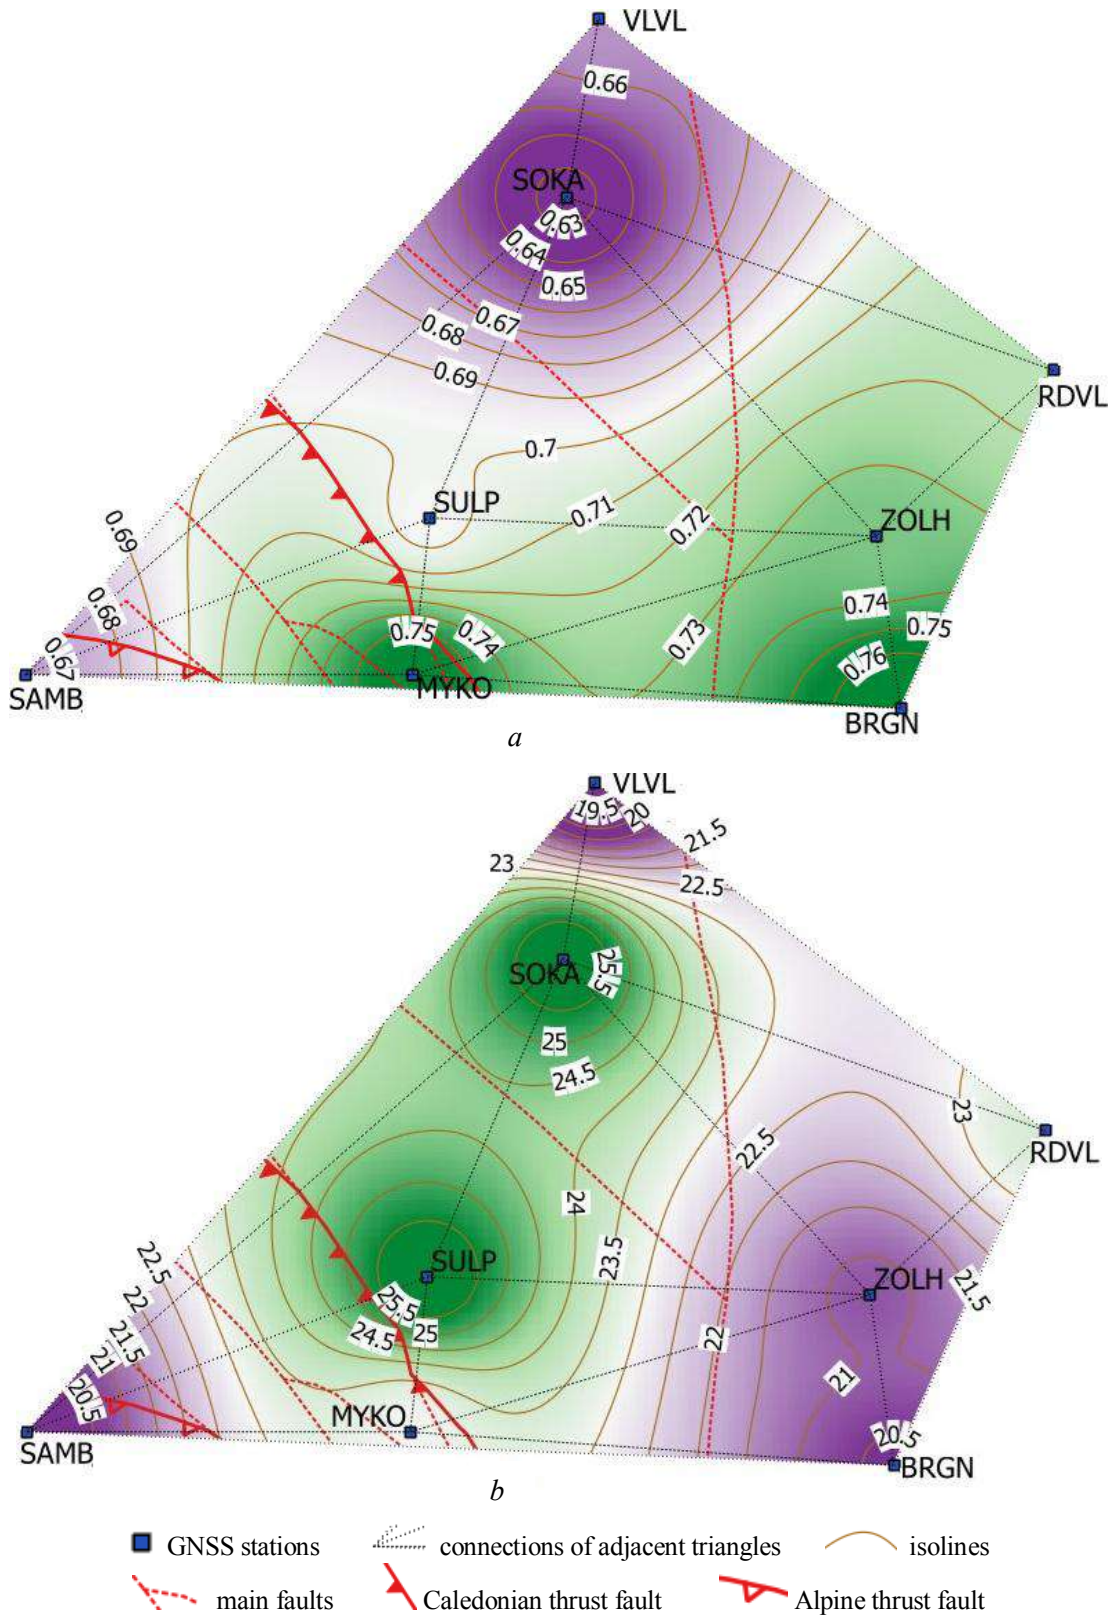 VLVL
0.66
SOKA
0.63
0.64
0.65
0.67
0.68
0.69
RDVL
0.7
SULP
0.71
0.72
ZOLH
0.69
0.68
0.67
0.74
0.75
0.75
0.74
0.73
0.76
SAMB
MYKO
BRGN
a
VLVL
19.5
20
21.5
23
22.5
SOKA
25.5
25
24.5
23
22.5
RDVL
24
23.5
22.5
SULP
ZOLH
22
21.5
25.5
21.5
24.5
25
22
21
21
20.5
MYKO
20.5
SAMB
BRGN
b
GNSS stations
connections of adjacent triangles
isolines
main faults
Caledonian thrust fault
Alpine thrust fault